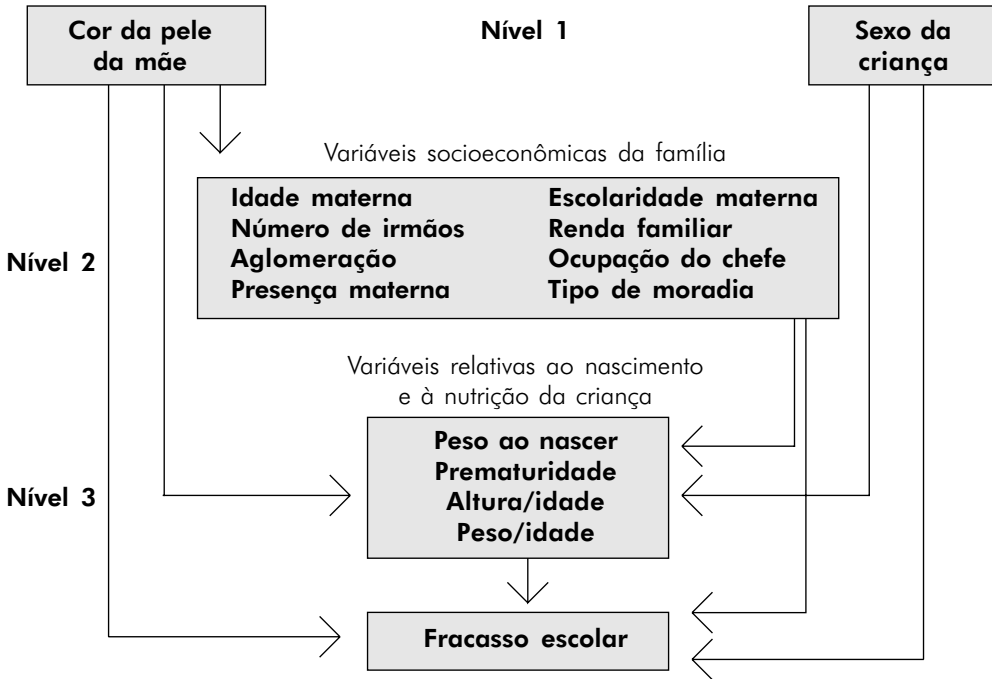 Cor da pele
da mãe
Nível 1
Sexo da
criança
Variáveis socioeconômicas da família
Idade materna
Número de irmãos
Aglomeração
Presença materna
Escolaridade materna
Renda familiar
Ocupação do chefe
Tipo de moradia
Nível 2
Variáveis relativas ao nascimento
e à nutrição da criança
Peso ao nascer
Prematuridade
Altura/idade
Peso/idade
Nível 3
Fracasso escolar